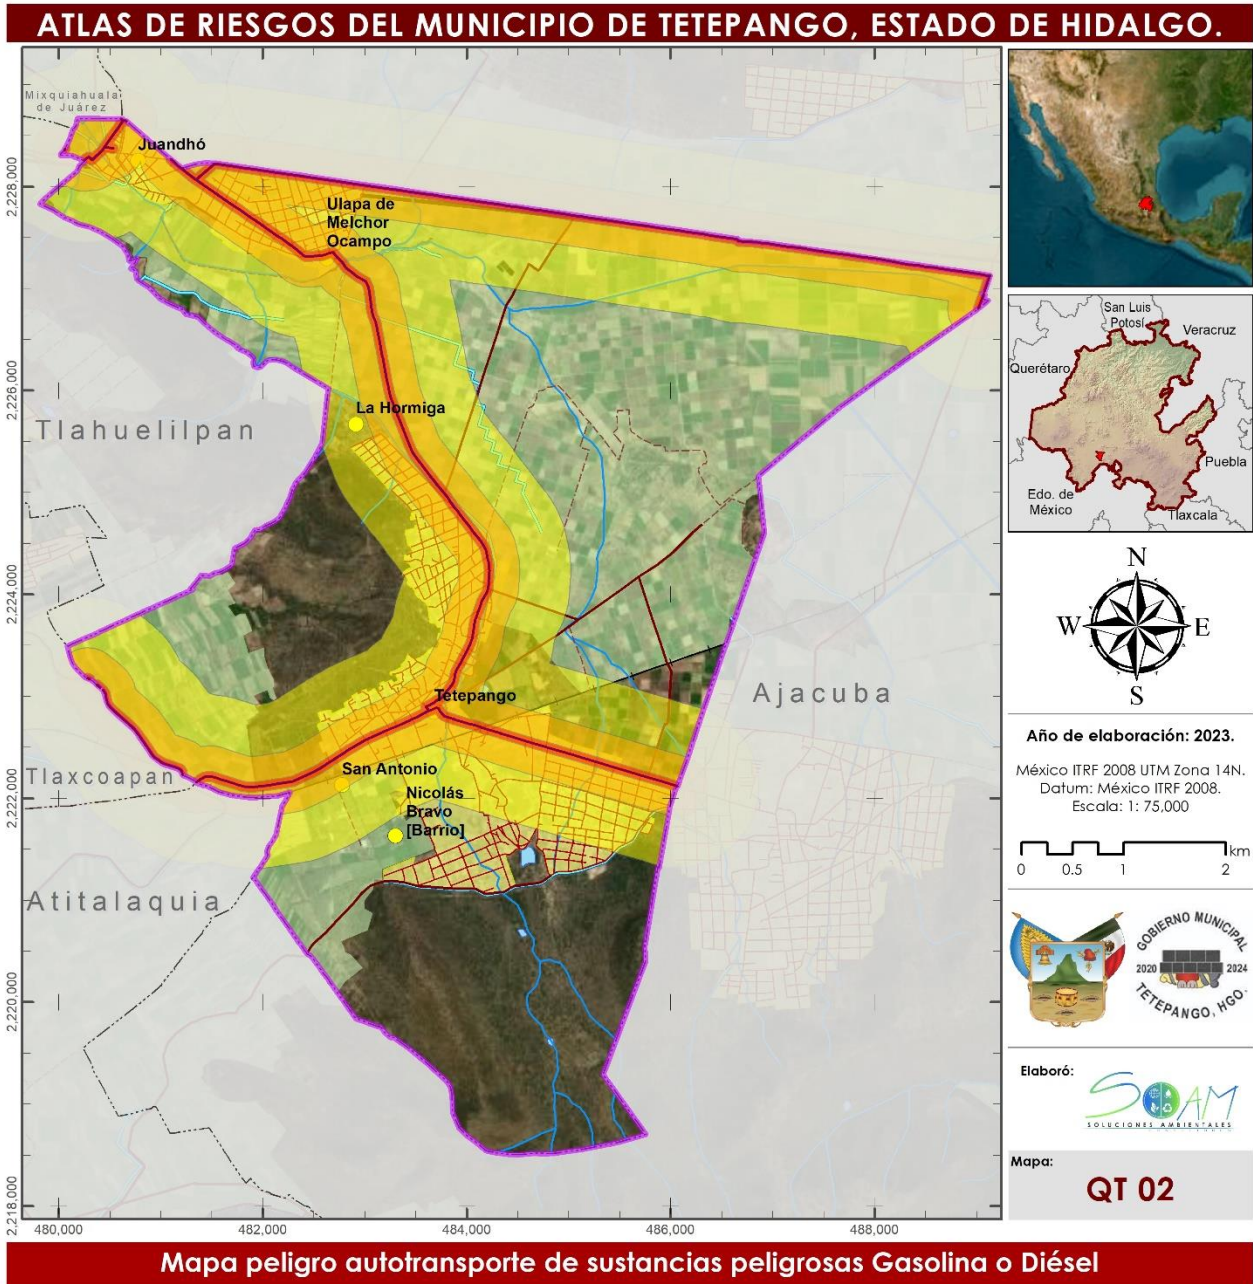 ATLAS DE RIESGOS DEL MUNICIPIO DE TETEPANGO, ESTADO DE HIDALGO.
Mixquiahuala
de Juárez
Juandhó
Ulapa de
Melchor
Ocampo
La Hormiga
Tlahuelilpan
Tetepango
Ajacuba
Tlaxcoapan
San Antonio
Nicolás
Bravo
[Barrio]
Atitalaquia
2,228,000
2,226,000
2,224,000
2,222,000
2,220,000
2,218,000
480,000
482,000
484,000
486,000
488,000
San Luis
Potosí
Veracruz
Querétaro
Puebla
Edo. de
México
Tlaxcala
N
W
E
S
Año de elaboración: 2023.
México ITRF 2008 UTM Zona 14N.
Datum: México ITRF 2008.
Escala: 1: 75,000
km
0 0.5 1 2
GOBIERNO MUNICIPAL
2020 2024
TETEPANGO, HGO.
Elaboró:
SOAM
SOLUCIONES AMBIENTALES
Mapa:
QT 02
Mapa peligro autotransporte de sustancias peligrosas Gasolina o Diésel